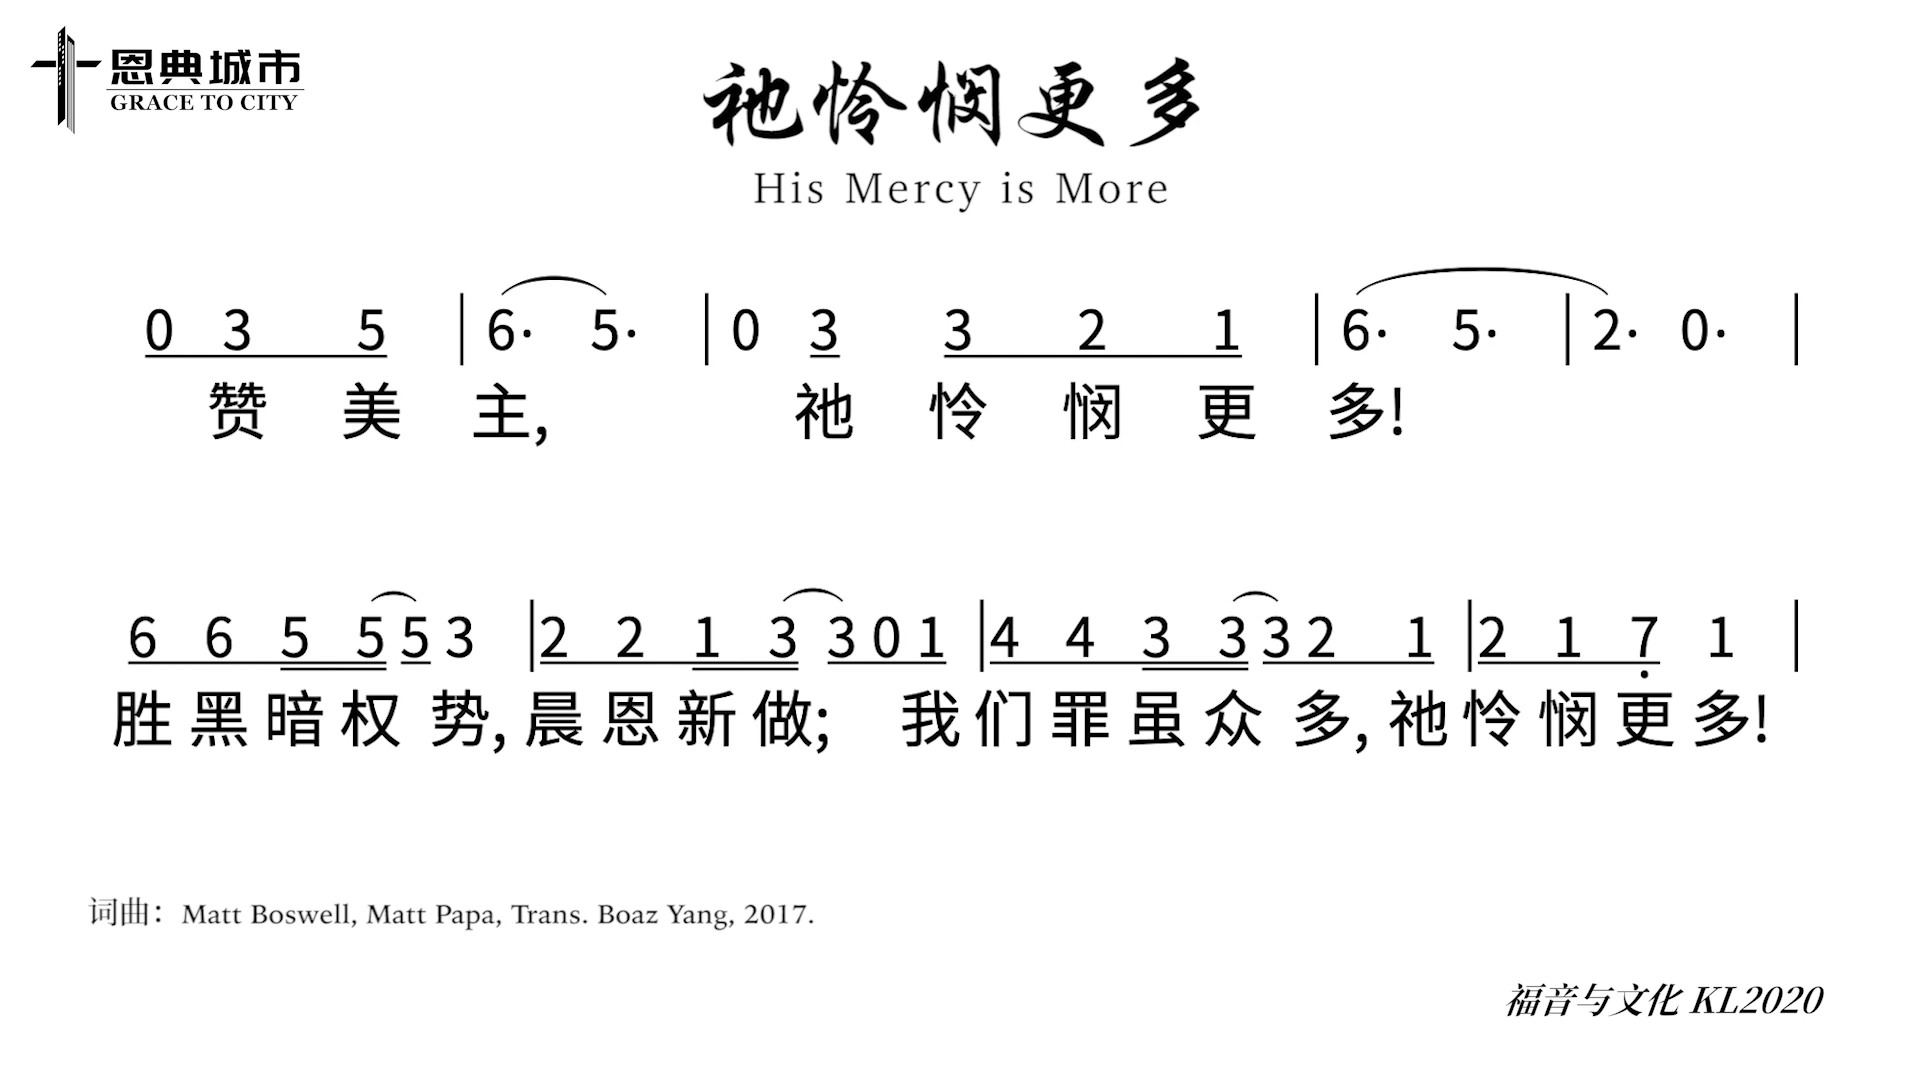 恩典城市
GRACE TO CITY
祂怜悯更多
His Mercy is More
0 3 5 | 6· 5· | 0 3 3 2 1 | 6· 5· | 2· 0· |
赞 美 主, 祂 怜 悯 更 多!
6 6 5 5 5 3 | 2 2 1 3 3 0 1 | 4 4 3 3 3 2 1 | 2 1 7̣ 1 |
胜 黑 暗 权 势, 晨 恩 新 做; 我 们 罪 虽 众 多, 祂 怜 悯 更 多!
词曲：Matt Boswell, Matt Papa, Trans. Boaz Yang, 2017.
福音与文化 KL2020